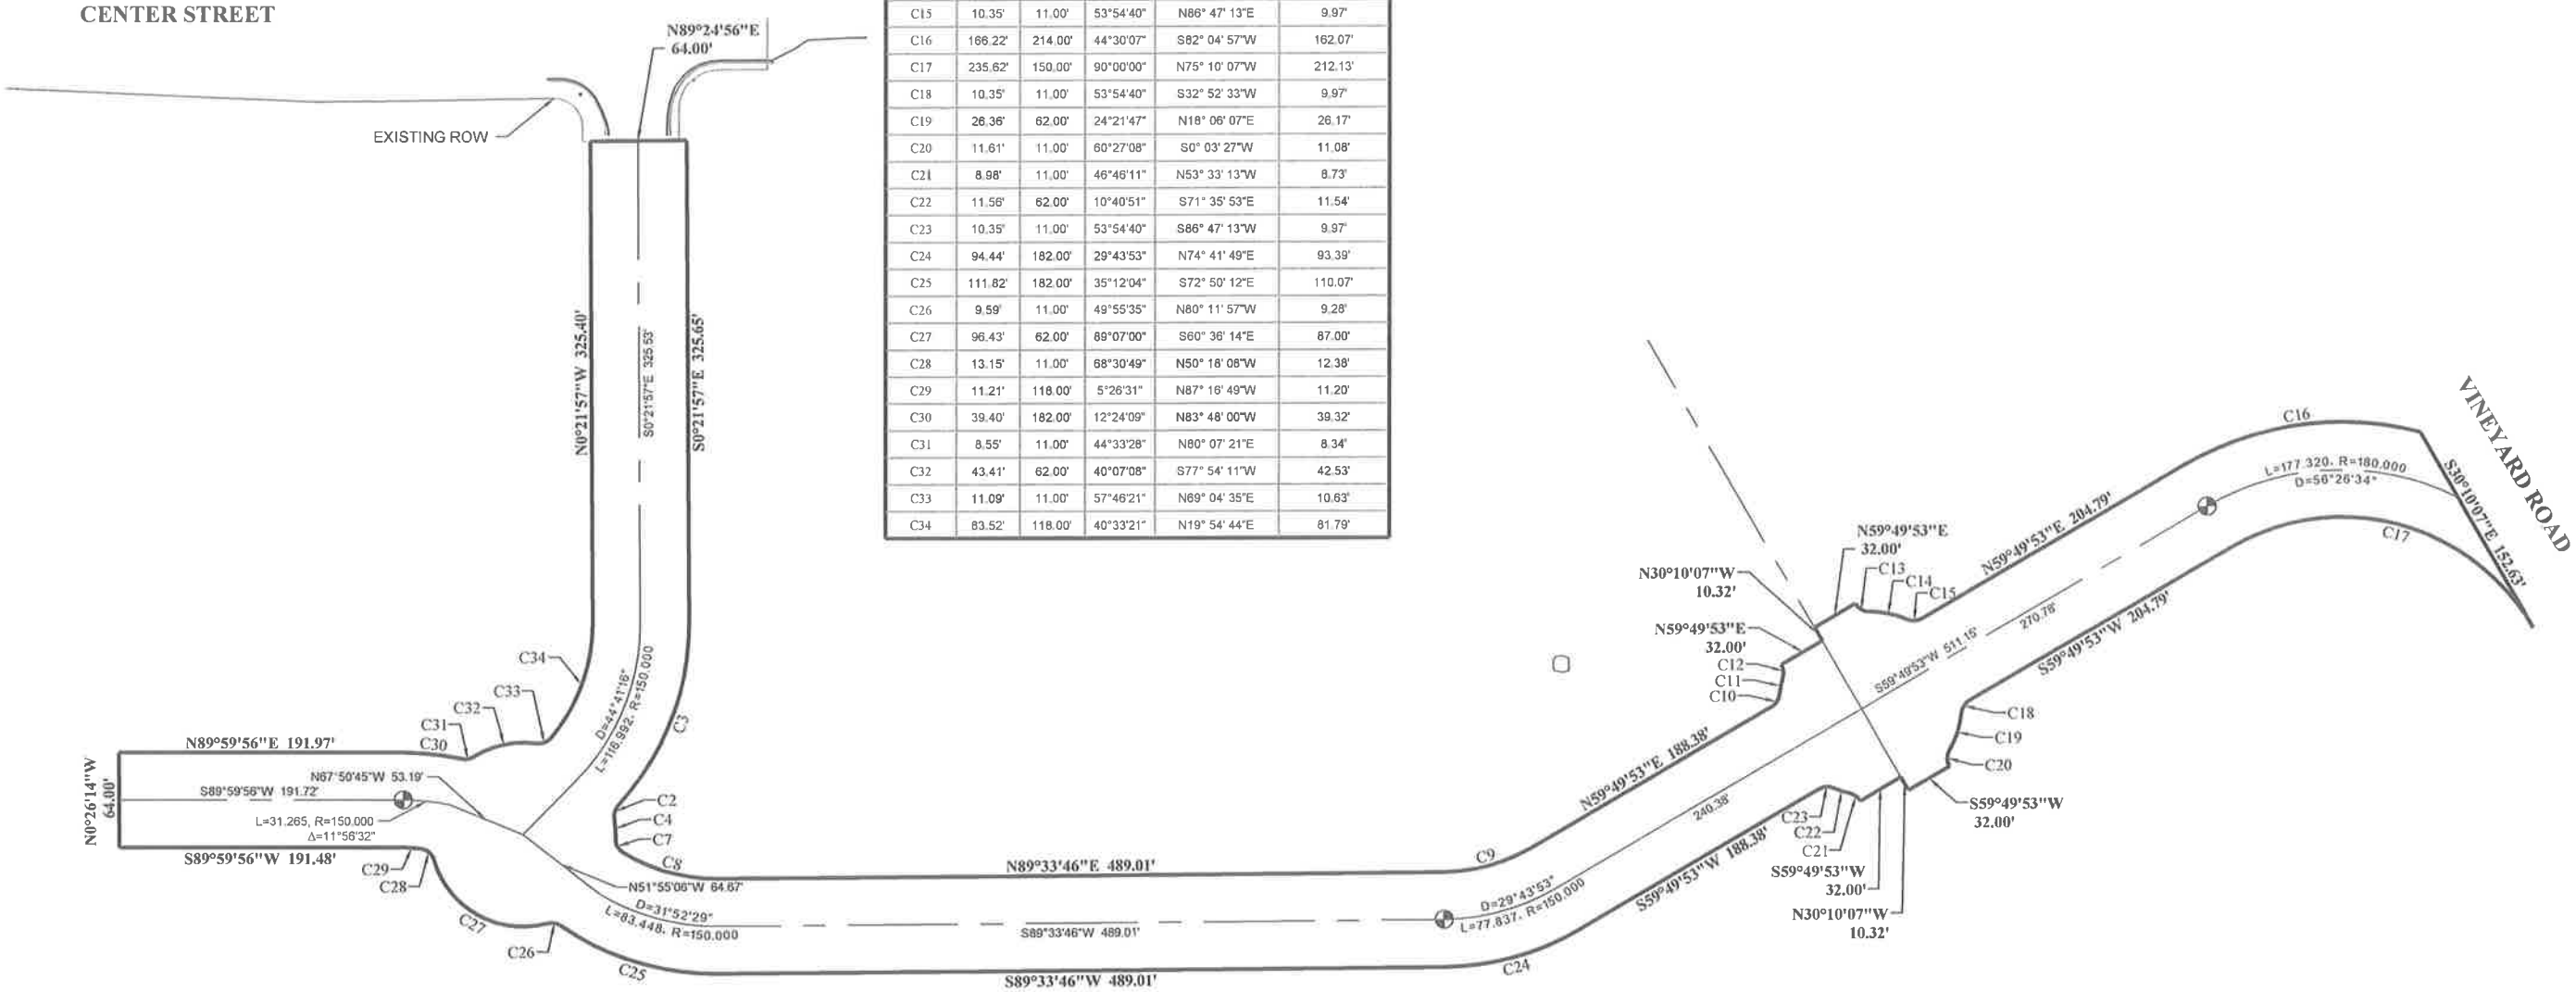 CENTER STREET
N89°24'56"E
64.00'
EXISTING ROW
C15 10.35' 11.00' 53°54'40" N86° 47' 13"E 9.97'
C16 166.22' 214.00' 44°30'07" S82° 04' 57"W 162.07'
C17 235.62' 150.00' 90°00'00" N75° 10' 07"W 212.13'
C18 10.35' 11.00' 53°54'40" S32° 52' 33"W 9.97'
C19 26.36' 62.00' 24°21'47" N18° 06' 07"E 26.17'
C20 11.61' 11.00' 60°27'08" S0° 03' 27"W 11.08'
C21 8.98' 11.00' 46°46'11" N53° 33' 13"W 8.73'
C22 11.56' 62.00' 10°40'51" S71° 35' 53"E 11.54'
C23 10.35' 11.00' 53°54'40" S86° 47' 13"W 9.97'
C24 94.44' 182.00' 29°43'53" N74° 41' 49"E 93.39'
C25 111.82' 182.00' 35°12'04" S72° 50' 12"E 110.07'
C26 9.59' 11.00' 49°55'35" N80° 11' 57"W 9.28'
C27 96.43' 62.00' 89°07'00" S60° 36' 14"E 87.00'
C28 13.15' 11.00' 68°30'49" N50° 18' 08"W 12.38'
C29 11.21' 118.00' 5°26'31" N87° 16' 49"W 11.20'
C30 39.40' 182.00' 12°24'09" N83° 48' 00"W 39.32'
C31 8.55' 11.00' 44°33'28" N80° 07' 21"E 8.34'
C32 43.41' 62.00' 40°07'08" S77° 54' 11"W 42.53'
C33 11.09' 11.00' 57°46'21" N69° 04' 35"E 10.63'
C34 83.52' 118.00' 40°33'21" N19° 54' 44"E 81.79'
N0°21'57"W 325.40'
S0°21'57"E 325.53'
S0°21'57"E 325.65'
VINEYARD ROAD
C16
L=177.320, R=180.000
D=56°26'34"
S30°10'07"E 152.63'
C17
N59°49'53"E 204.79'
N59°49'53"E
32.00'
C13
C14
C15
N30°10'07"W
10.32'
N59°49'53"E
32.00'
C12
C11
C10
270.78'
S59°49'53"W 511.15'
S59°49'53"W 204.79'
C18
C19
C20
S59°49'53"W
32.00'
C34
C33
C32
C31
C30
D=44°41'16"
L=116.992, R=150.000
C3
N89°59'56"E 191.97'
N0°26'14"W
64.00'
N67°50'45"W 53.19'
S89°59'56"W 191.72'
L=31.265, R=150.000
Δ=11°56'32"
S89°59'56"W 191.48'
C29
C28
C2
C4
C7
C8
N89°33'46"E 489.01'
C9
N59°49'53"E 188.38'
240.38'
N51°55'06"W 64.67'
D=31°52'29"
L=83.448, R=150.000
S89°33'46"W 489.01'
D=29°43'53"
L=77.837, R=150.000
S59°49'53"W 188.38'
C23
C22
C21
S59°49'53"W
32.00'
N30°10'07"W
10.32'
C27
C26
C25
S89°33'46"W 489.01'
C24